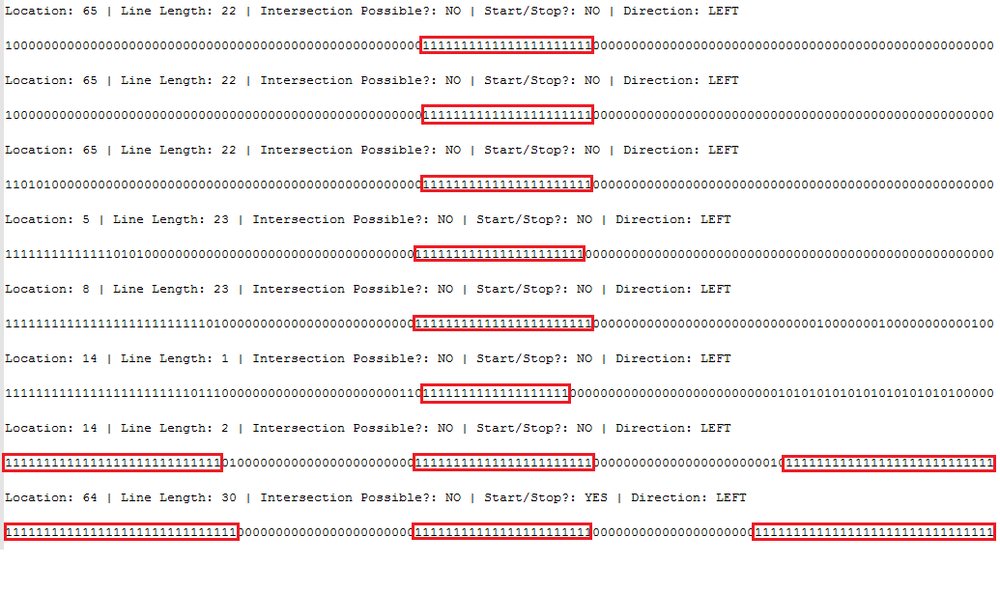 Location: 65 | Line Length: 22 | Intersection Possible?: NO | Start/Stop?: NO | Direction: LEFT
10000000000000000000000000000000000000000000000000000011111111111111111111110000000000000000000000000000000000000000000000000000
Location: 65 | Line Length: 22 | Intersection Possible?: NO | Start/Stop?: NO | Direction: LEFT
10000000000000000000000000000000000000000000000000000011111111111111111111110000000000000000000000000000000000000000000000000000
Location: 65 | Line Length: 22 | Intersection Possible?: NO | Start/Stop?: NO | Direction: LEFT
11010100000000000000000000000000000000000000000000000011111111111111111111110000000000000000000000000000000000000000000000000000
Location: 5 | Line Length: 23 | Intersection Possible?: NO | Start/Stop?: NO | Direction: LEFT
11111111111111010100000000000000000000000000000000000111111111111111111111100000000000000000000000000000000000000000000000000000
Location: 8 | Line Length: 23 | Intersection Possible?: NO | Start/Stop?: NO | Direction: LEFT
11111111111111111111111111010000000000000000000000000111111111111111111111110000000000000000000000000000010000000100000000000100
Location: 14 | Line Length: 1 | Intersection Possible?: NO | Start/Stop?: NO | Direction: LEFT
11111111111111111111111101110000000000000000000000011011111111111111111110000000000000000000000000001010101010101010101010100000
Location: 14 | Line Length: 2 | Intersection Possible?: NO | Start/Stop?: NO | Direction: LEFT
11111111111111111111111111110100000000000000000000000111111111111111111111110000000000000000000000010111111111111111111111111111
Location: 64 | Line Length: 30 | Intersection Possible?: NO | Start/Stop?: YES | Direction: LEFT
11111111111111111111111111111100000000000000000000000111111111111111111111110000000000000000000001111111111111111111111111111111